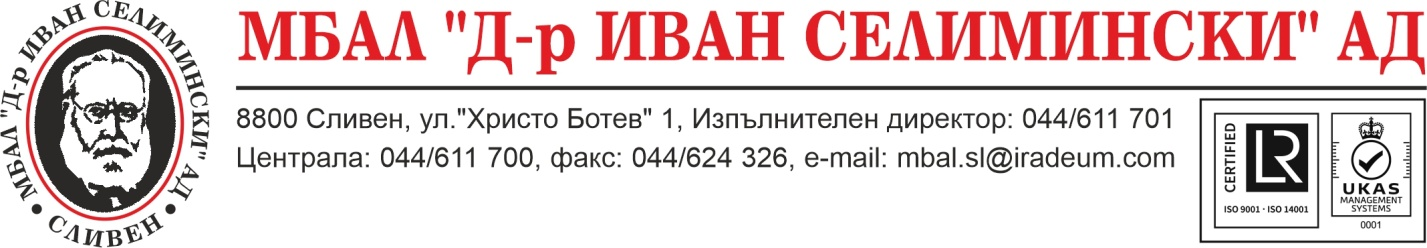 МБАЛ "Д-р ИВАН СЕЛИМИНСКИ" АД
• СЛИВЕН •
МБАЛ "Д-р ИВАН СЕЛИМИНСКИ" АД
8800 Сливен, ул."Христо Ботев" 1, Изпълнителен директор: 044/611 701
Централа: 044/611 700, факс: 044/624 326, e-mail: mbal.sl@iradeum.com
CERTIFIED
LR
ISO 9001 · ISO 14001
UKAS
MANAGEMENT
SYSTEMS
0001